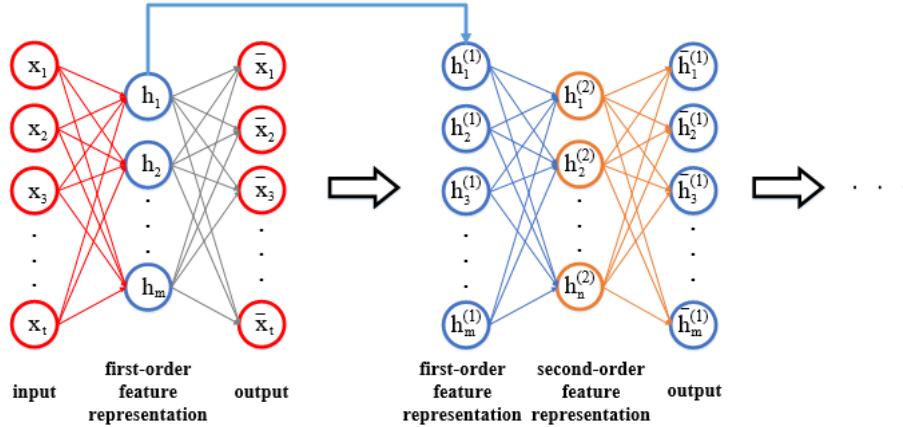 x₁
x₂
x₃
.
.
.
.
xₜ
input
h₁
h₂
.
.
.
.
hₘ
first-order
feature
representation
x̄₁
x̄₂
x̄₃
.
.
.
.
x̄ₜ
output
h₁⁽¹⁾
h₂⁽¹⁾
h₃⁽¹⁾
.
.
.
.
hₘ⁽¹⁾
first-order
feature
representation
h₁⁽²⁾
h₂⁽²⁾
.
.
.
.
hₙ⁽²⁾
second-order
feature
representation
h̄₁⁽¹⁾
h̄₂⁽¹⁾
h̄₃⁽¹⁾
.
.
.
.
h̄ₘ⁽¹⁾
output
. . .